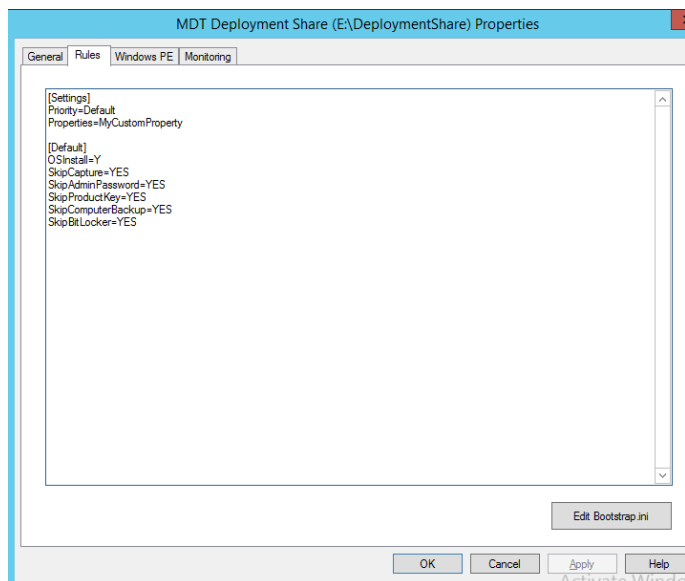 MDT Deployment Share (E:\DeploymentShare) Properties
General Rules Windows PE Monitoring
[Settings]
Priority=Default
Properties=MyCustomProperty
[Default]
OSInstall=Y
SkipCapture=YES
SkipAdminPassword=YES
SkipProductKey=YES
SkipComputerBackup=YES
SkipBitLocker=YES
Edit Bootstrap.ini
OK Cancel Apply Help
Activate